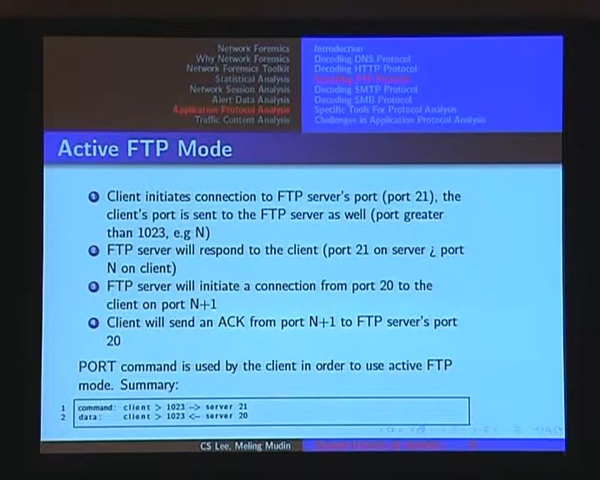 Network Forensics
Why Network Forensics
Network Forensics Toolkit
Statistical Analysis
Network Session Analysis
Alert Data Analysis
Application Protocol Analysis
Traffic Content Analysis
Introduction
Decoding DNS Protocol
Decoding HTTP Protocol
Decoding FTP Protocol
Decoding SMTP Protocol
Decoding SMB Protocol
Specific Tools For Protocol Analysis
Challenges in Application Protocol Analysis
Active FTP Mode
1 Client initiates connection to FTP server's port (port 21), the
client's port is sent to the FTP server as well (port greater
than 1023, e.g N)
2 FTP server will respond to the client (port 21 on server ¿ port
N on client)
3 FTP server will initiate a connection from port 20 to the
client on port N+1
4 Client will send an ACK from port N+1 to FTP server's port
20
PORT command is used by the client in order to use active FTP
mode. Summary:
1 command: client > 1023 -> server 21
2 data: client > 1023 <- server 20
CS Lee, Meling Mudin